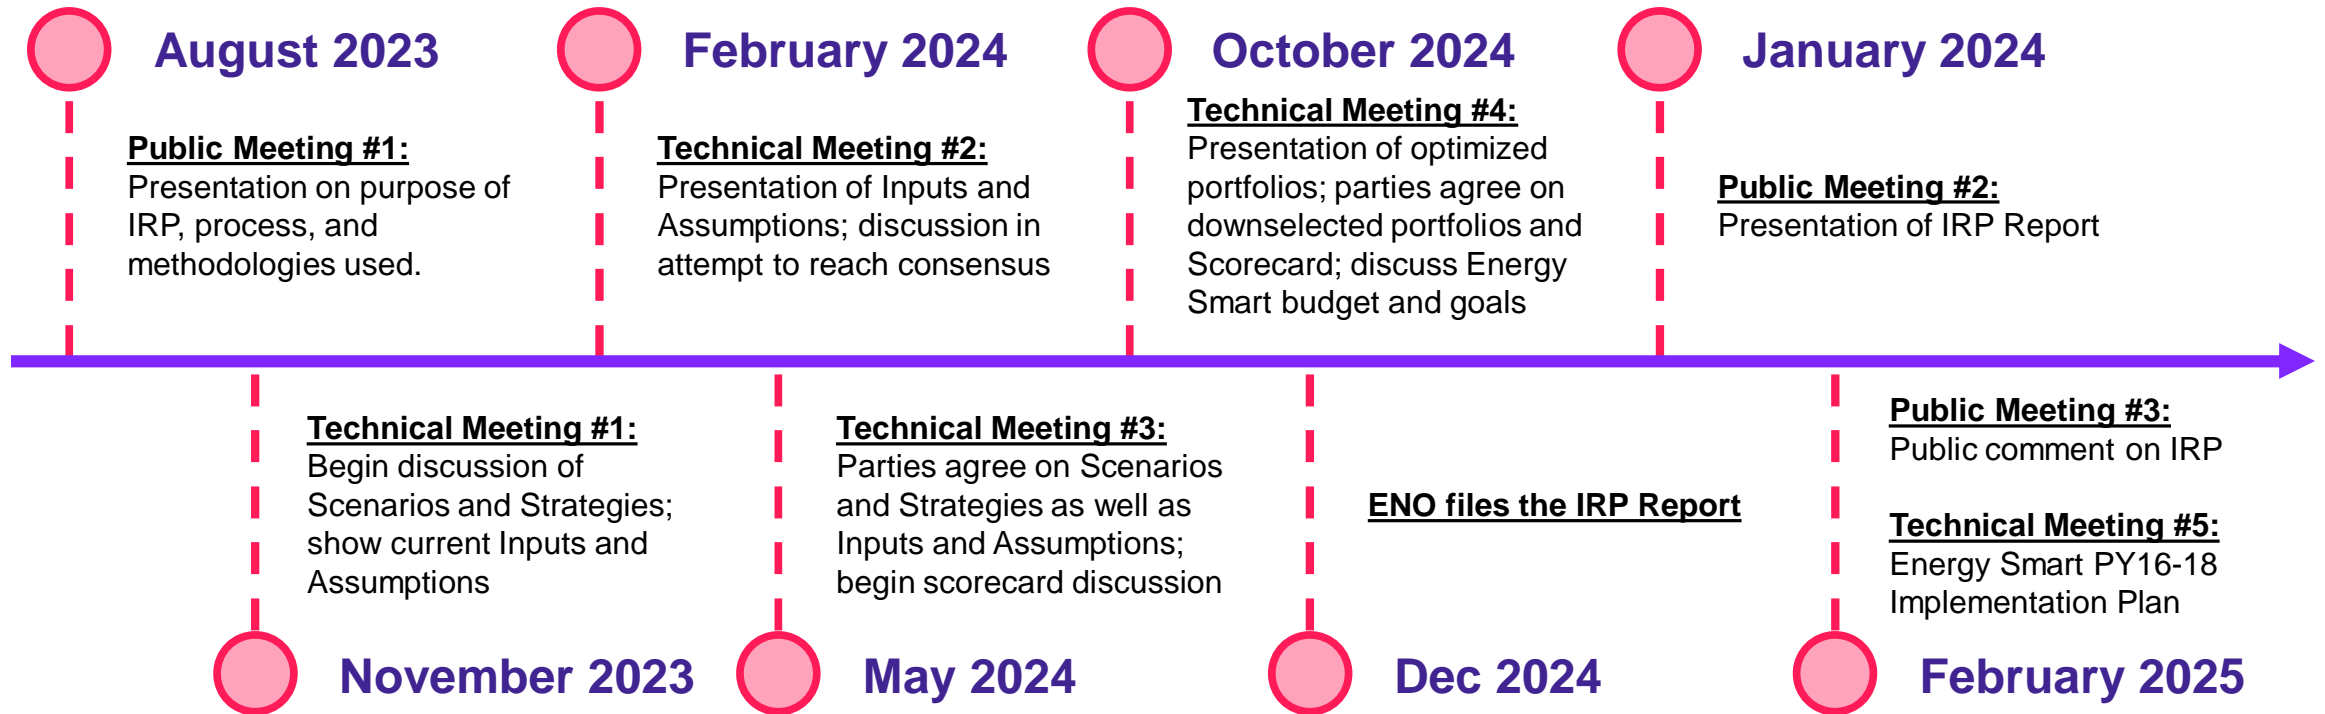 August 2023
Public Meeting #1:
Presentation on purpose of
IRP, process, and
methodologies used.
November 2023
Technical Meeting #1:
Begin discussion of
Scenarios and Strategies;
show current Inputs and
Assumptions
February 2024
Technical Meeting #2:
Presentation of Inputs and
Assumptions; discussion in
attempt to reach consensus
May 2024
Technical Meeting #3:
Parties agree on Scenarios
and Strategies as well as
Inputs and Assumptions;
begin scorecard discussion
October 2024
Technical Meeting #4:
Presentation of optimized
portfolios; parties agree on
downselected portfolios and
Scorecard; discuss Energy
Smart budget and goals
Dec 2024
ENO files the IRP Report
January 2024
Public Meeting #2:
Presentation of IRP Report
February 2025
Public Meeting #3:
Public comment on IRP
Technical Meeting #5:
Energy Smart PY16-18
Implementation Plan